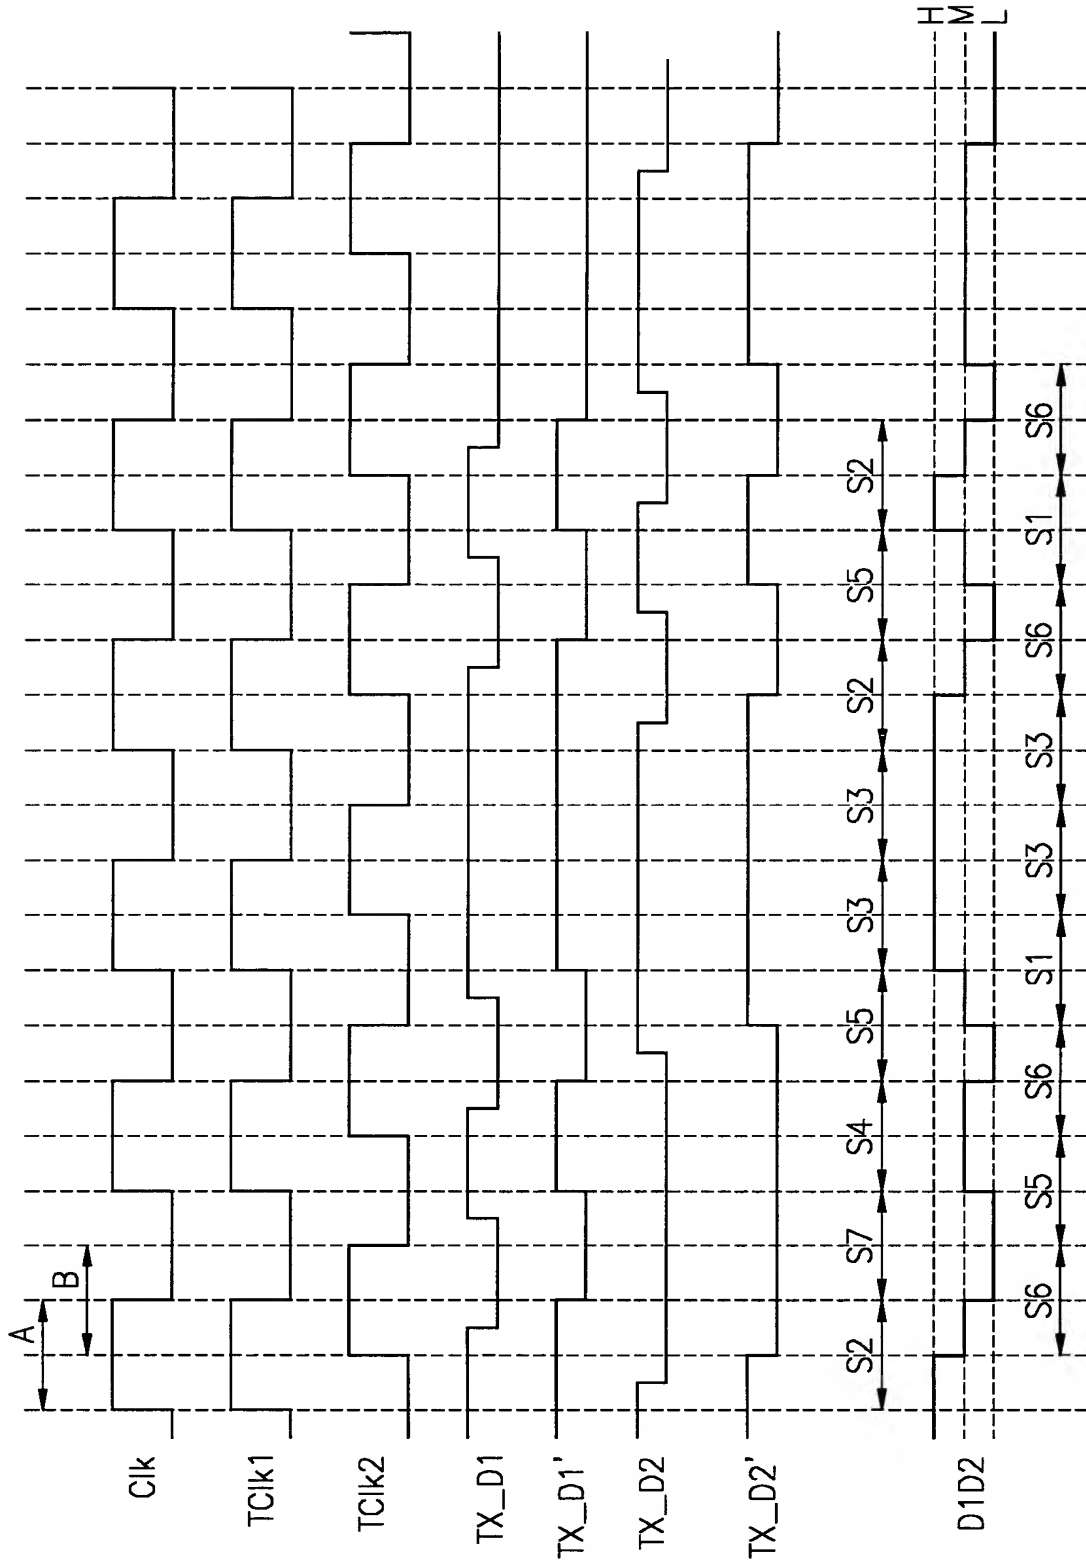 A
B
Clk
TClk1
TClk2
TX_D1
TX_D1'
TX_D2
TX_D2'
S2 S7 S4 S5 S3 S3 S2 S5 S2
H
D1D2 M
L
S6 S5 S6 S1 S3 S3 S6 S1 S6